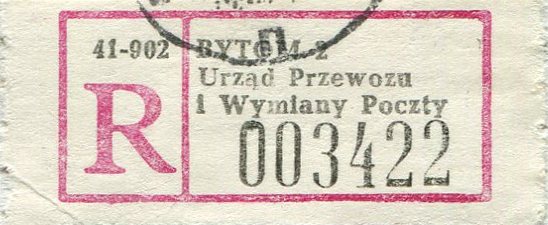 41-902 BYTOM 2
Urząd Przewozu
i Wymiany Poczty
R
003422